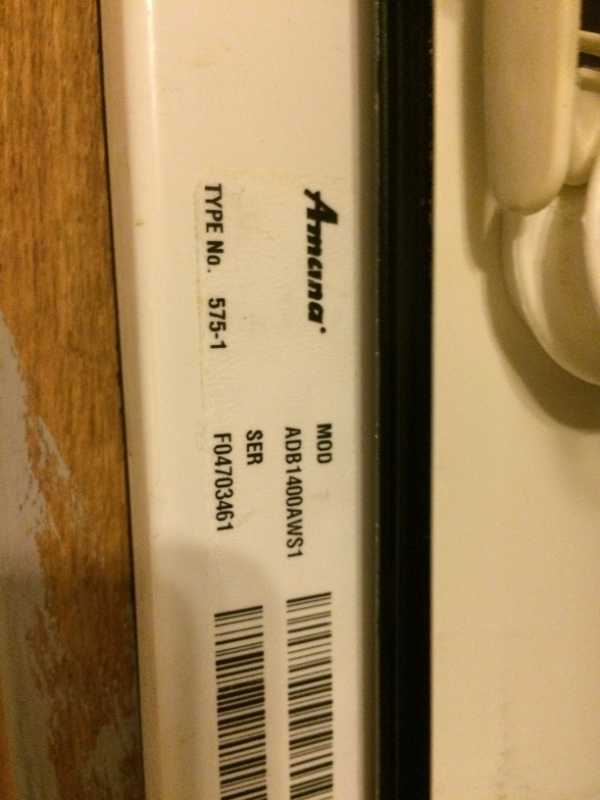 Amana
MOD
ADB1400AWS1
SER
F04703461
TYPE No. 575-1